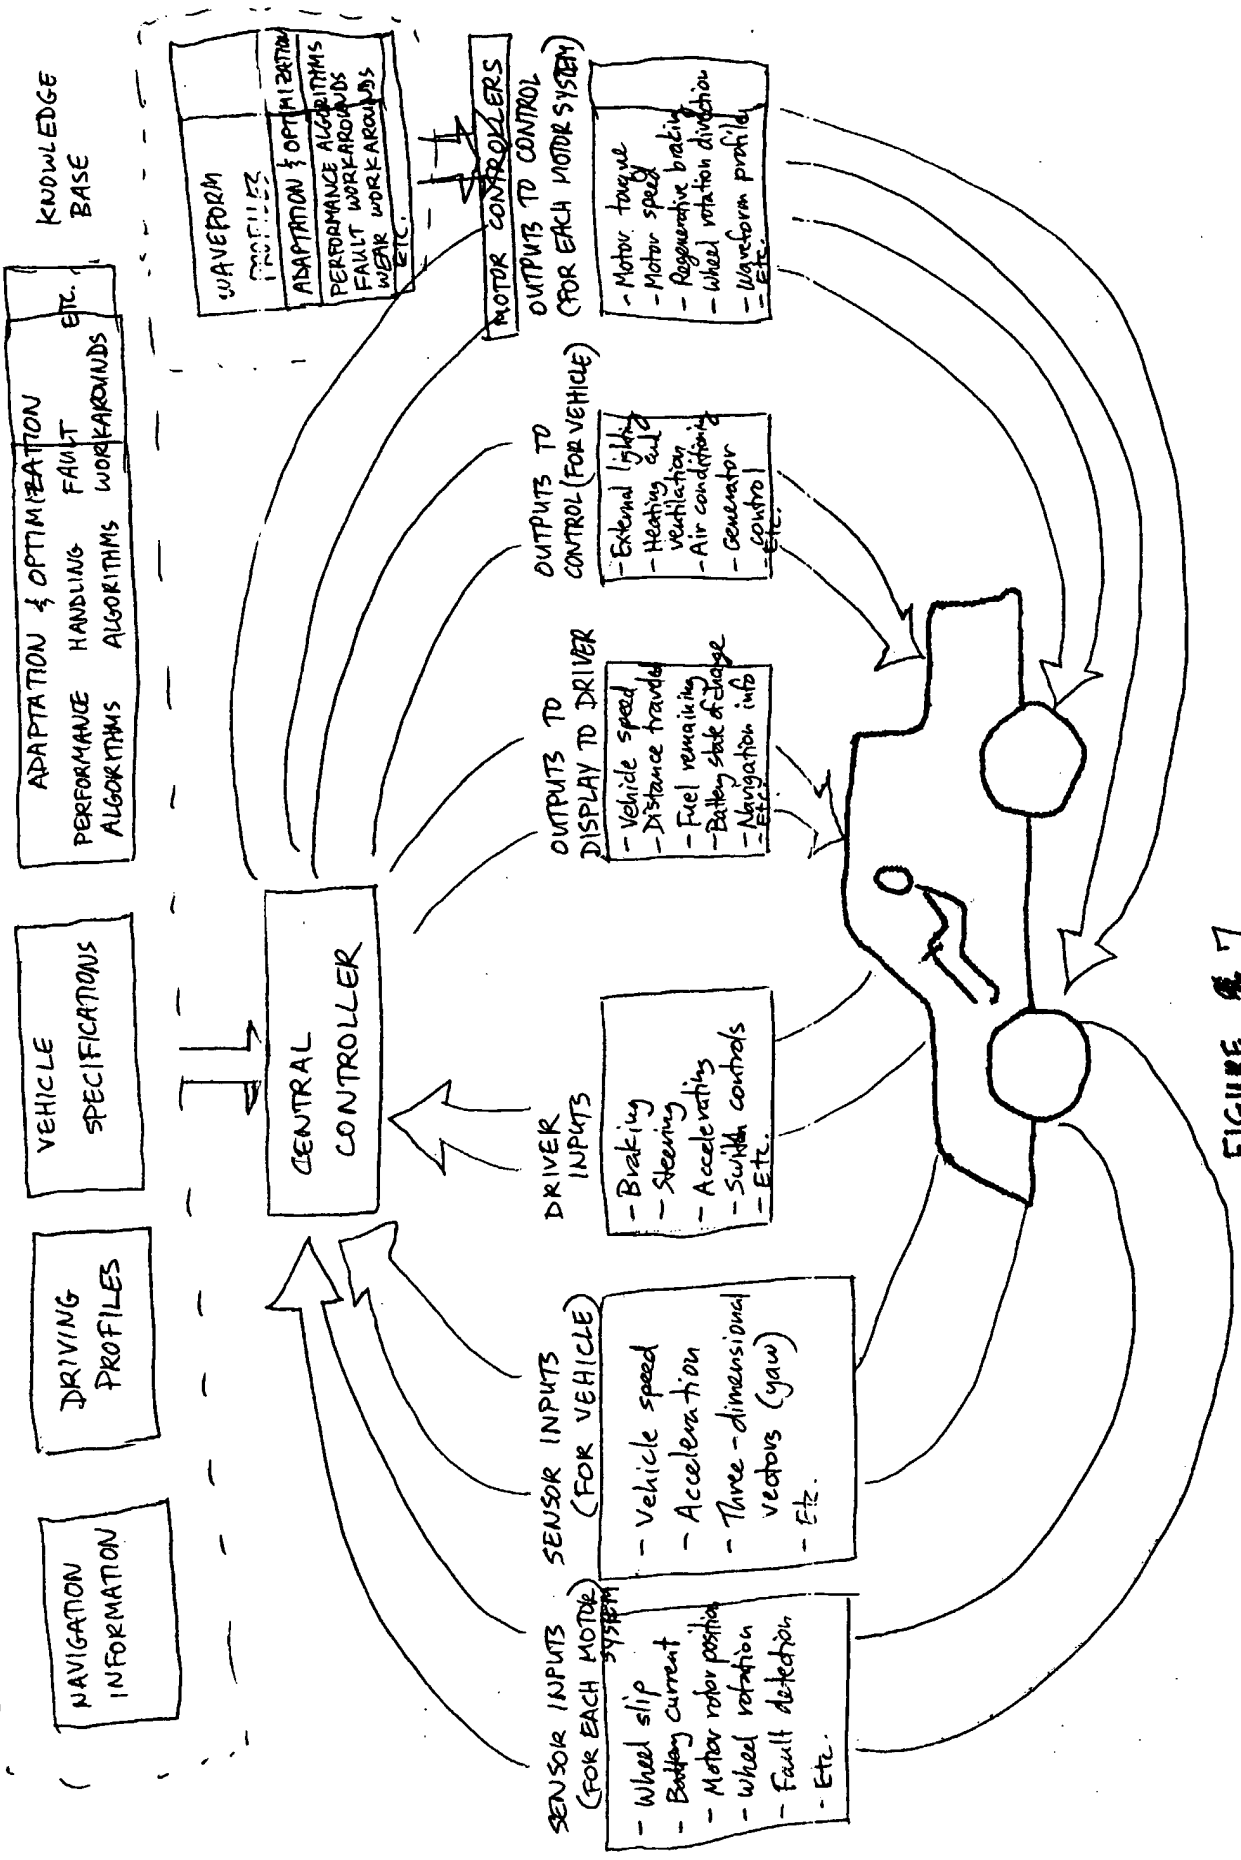 KNOWLEDGE
BASE
NAVIGATION
INFORMATION
DRIVING
PROFILES
VEHICLE
SPECIFICATIONS
ADAPTATION & OPTIMIZATION
PERFORMANCE
ALGORITHMS
HANDLING
ALGORITHMS
FAULT
WORKAROUNDS
ETC.
WAVEFORM
PROFILES
ADAPTATION & OPTIMIZATION
PERFORMANCE ALGORITHMS
FAULT WORKAROUNDS
WEAR WORKAROUNDS
ETC.
CENTRAL
CONTROLLER
MOTOR CONTROLLERS
SENSOR INPUTS
(FOR EACH MOTOR
SYSTEM)
- Wheel slip
- Battery current
- Motor rotor position
- Wheel rotation
- Fault detection
- Etc.
SENSOR INPUTS
(FOR VEHICLE)
- Vehicle speed
- Acceleration
- Three-dimensional
vectors (yaw)
- Etc.
DRIVER
INPUTS
- Braking
- Steering
- Accelerating
- Switch controls
- Etc.
OUTPUTS TO
DISPLAY TO DRIVER
- Vehicle speed
- Distance traveled
- Fuel remaining
- Battery state of charge
- Navigation info
- Etc.
OUTPUTS TO
CONTROL (FOR VEHICLE)
- External lighting
- Heating and
ventilation
- Air conditioning
- Generator
control
- Etc.
OUTPUTS TO CONTROL
(FOR EACH MOTOR SYSTEM)
- Motor torque
- Motor speed
- Regenerative braking
- Wheel rotation direction
- Waveform profile
- Etc.
FIGURE 7